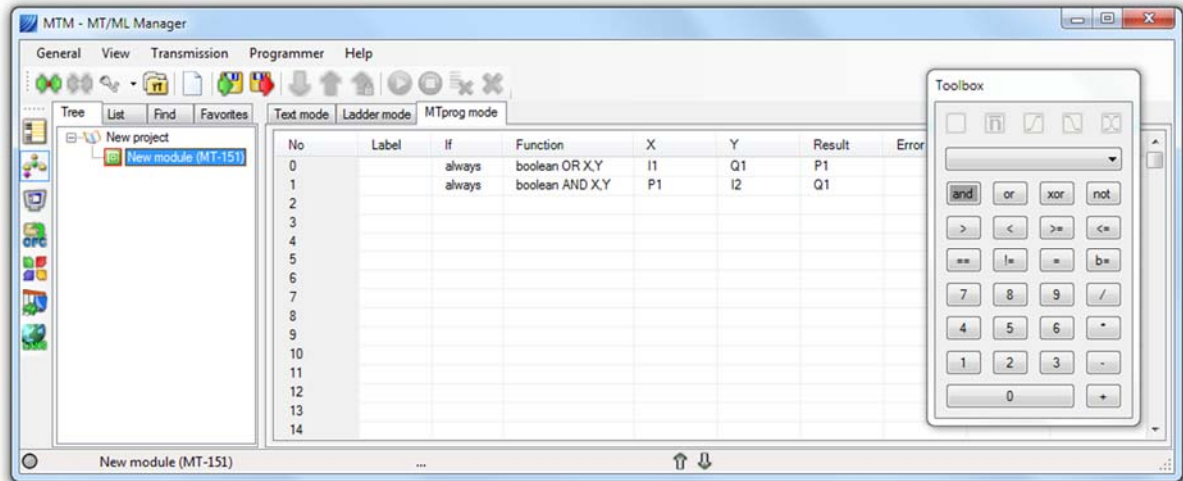 MTM - MT/ML Manager
General View Transmission Programmer Help
Tree List Find Favorites
Text mode Ladder mode MTprog mode
New project
New module (MT-151)
No Label If Function X Y Result Error
0 always boolean OR X,Y I1 Q1 P1
1 always boolean AND X,Y P1 I2 Q1
2
3
4
5
6
7
8
9
10
11
12
13
14
Toolbox
and or xor not
> < >= <=
== != = b=
7 8 9 /
4 5 6 *
1 2 3 -
0 +
New module (MT-151) ...